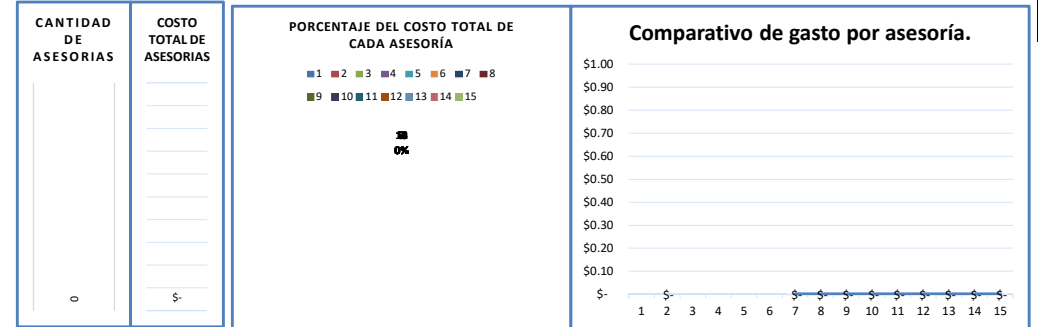 CANTIDAD
DE
ASESORIAS
0
COSTO
TOTAL DE
ASESORIAS
$-
PORCENTAJE DEL COSTO TOTAL DE
CADA ASESORÍA
1 2 3 4 5 6 7 8
9 10 11 12 13 14 15
0%
Comparativo de gasto por asesoría.
$1.00
$0.90
$0.80
$0.70
$0.60
$0.50
$0.40
$0.30
$0.20
$0.10
$-
$- $- $- $- $- $- $- $- $- $-
1 2 3 4 5 6 7 8 9 10 11 12 13 14 15